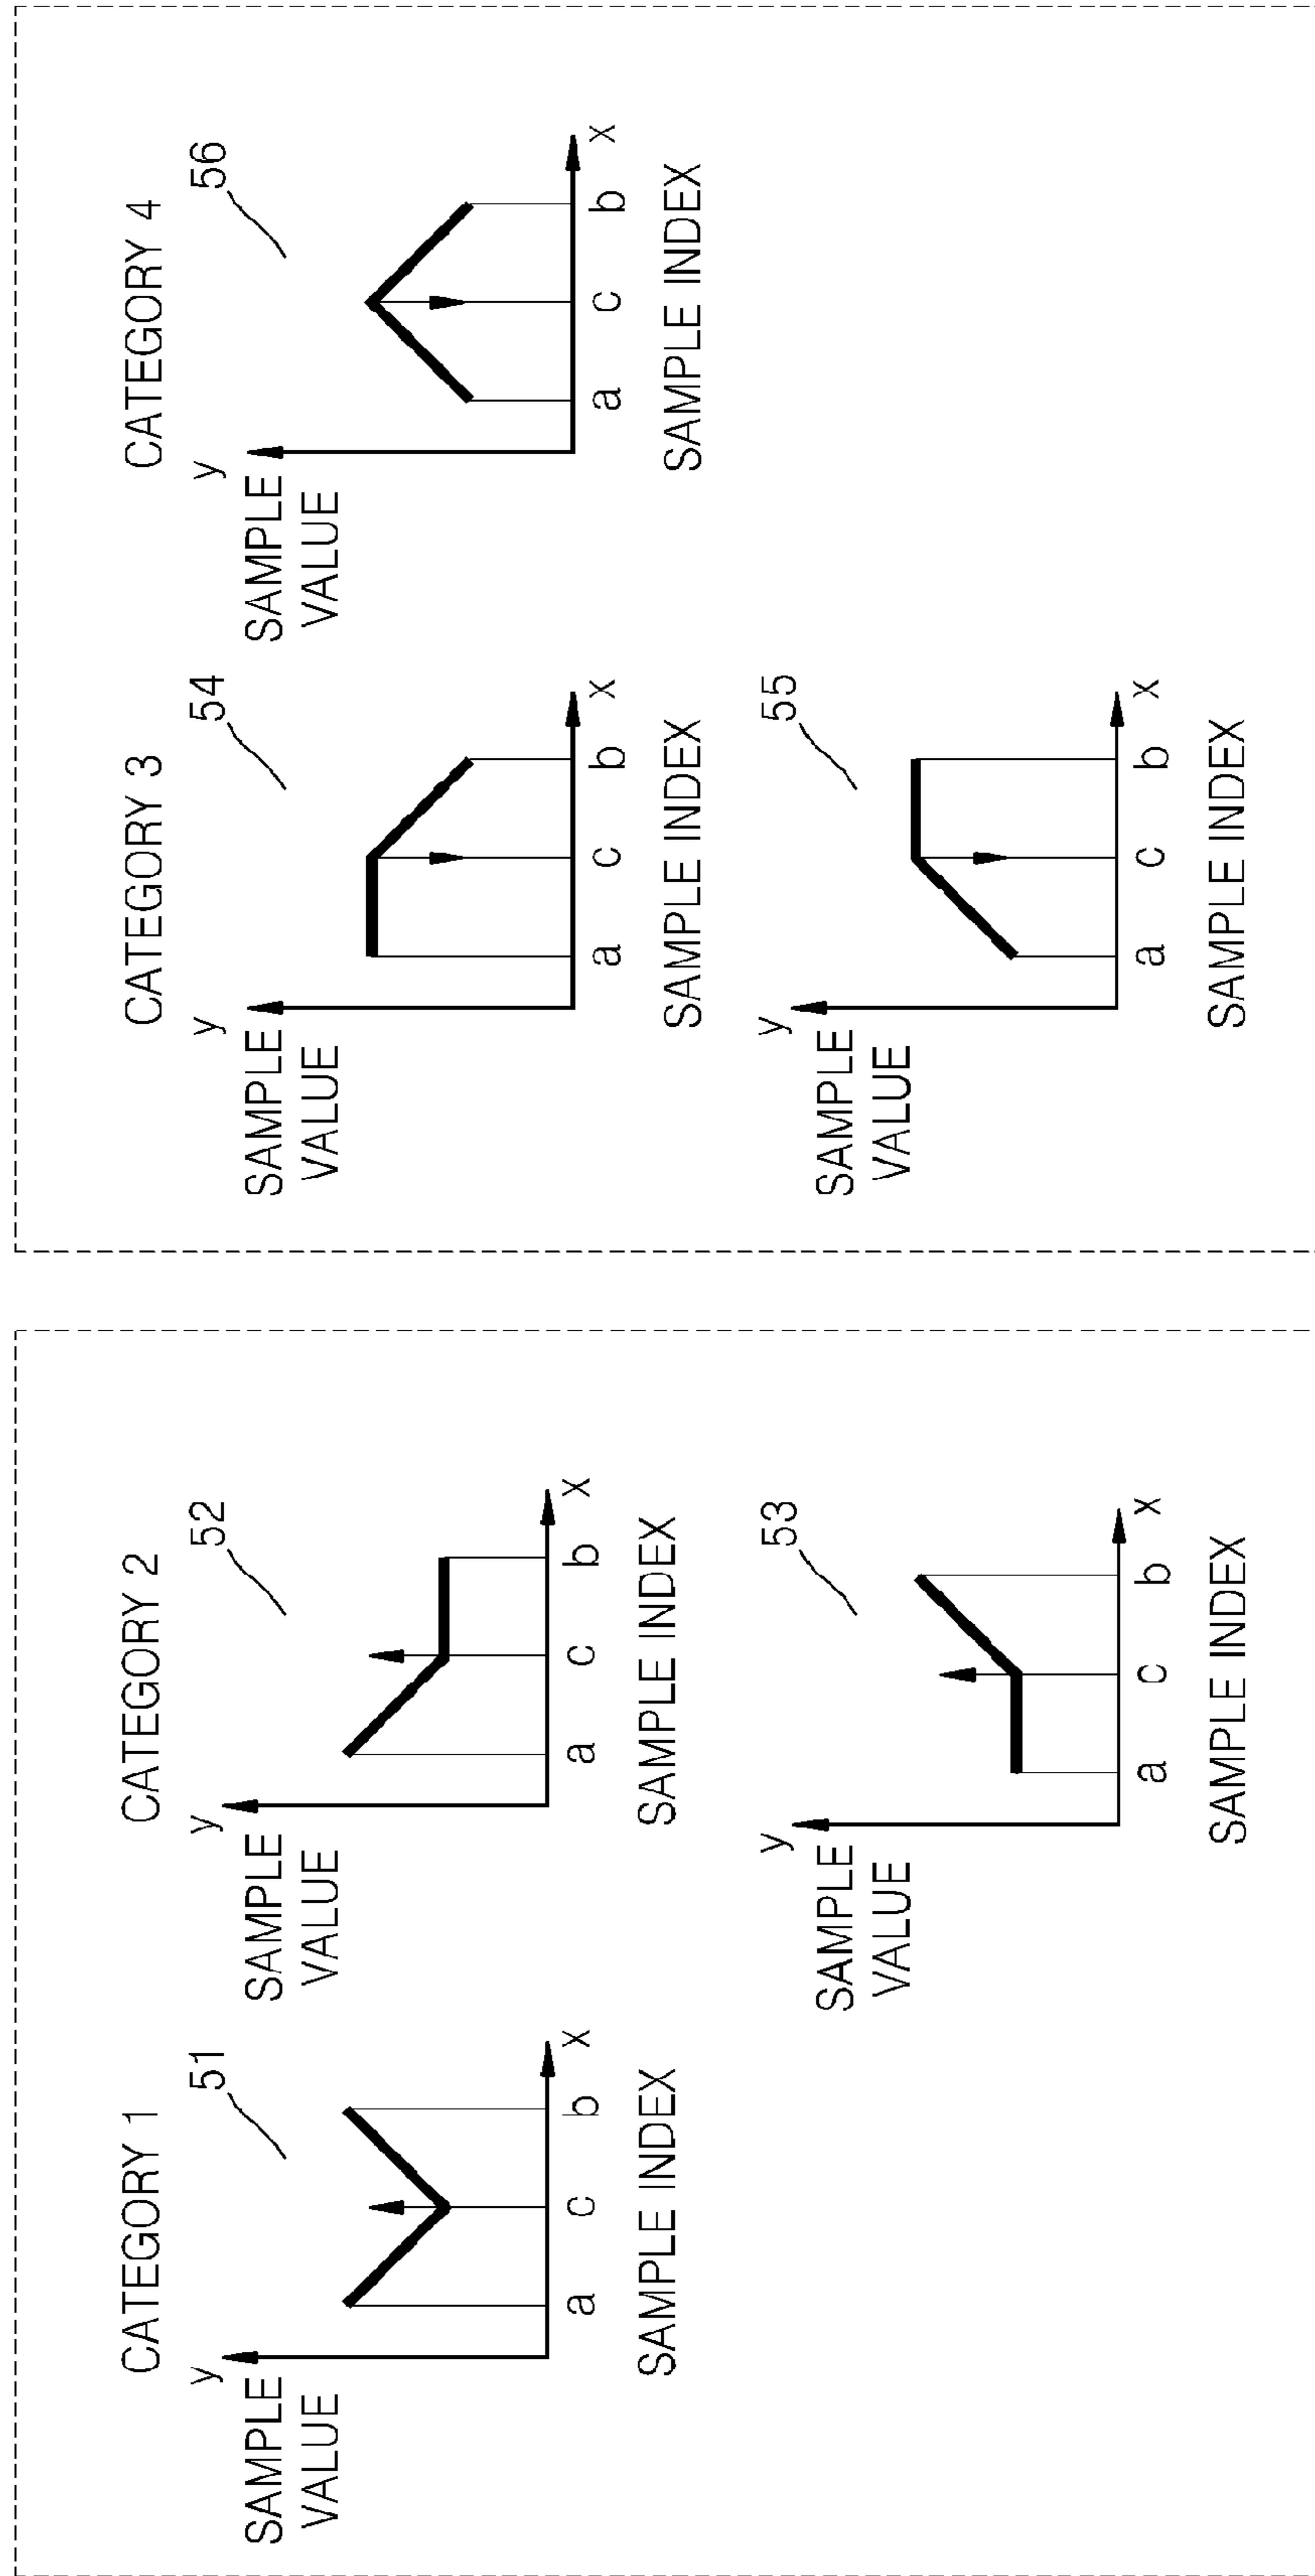 CATEGORY 1
51
y
SAMPLE
VALUE
a c b x
SAMPLE INDEX
CATEGORY 2
52
y
SAMPLE
VALUE
a c b x
SAMPLE INDEX
53
y
SAMPLE
VALUE
a c b x
SAMPLE INDEX
CATEGORY 3
54
y
SAMPLE
VALUE
a c b x
SAMPLE INDEX
55
y
SAMPLE
VALUE
a c b x
SAMPLE INDEX
CATEGORY 4
56
y
SAMPLE
VALUE
a c b x
SAMPLE INDEX